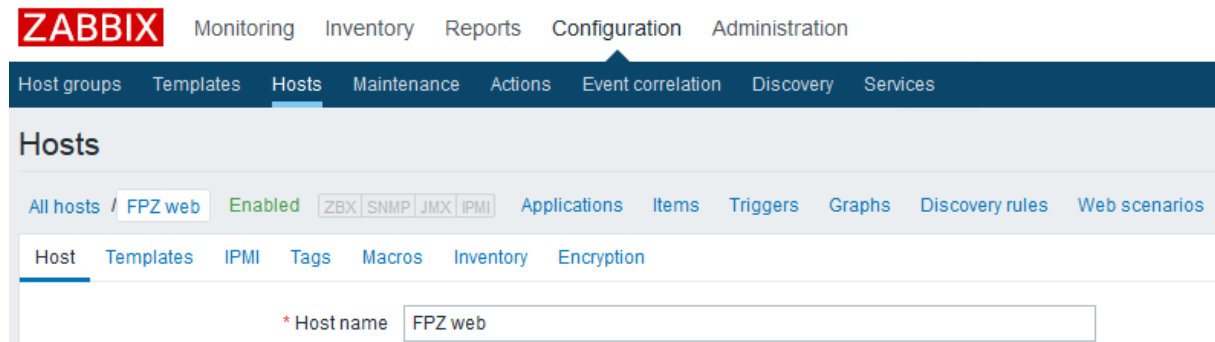 ZABBIX Monitoring Inventory Reports Configuration Administration
Host groups Templates Hosts Maintenance Actions Event correlation Discovery Services
Hosts
All hosts / FPZ web Enabled ZBX SNMP JMX IPMI Applications Items Triggers Graphs Discovery rules Web scenarios
Host Templates IPMI Tags Macros Inventory Encryption
* Host name FPZ web